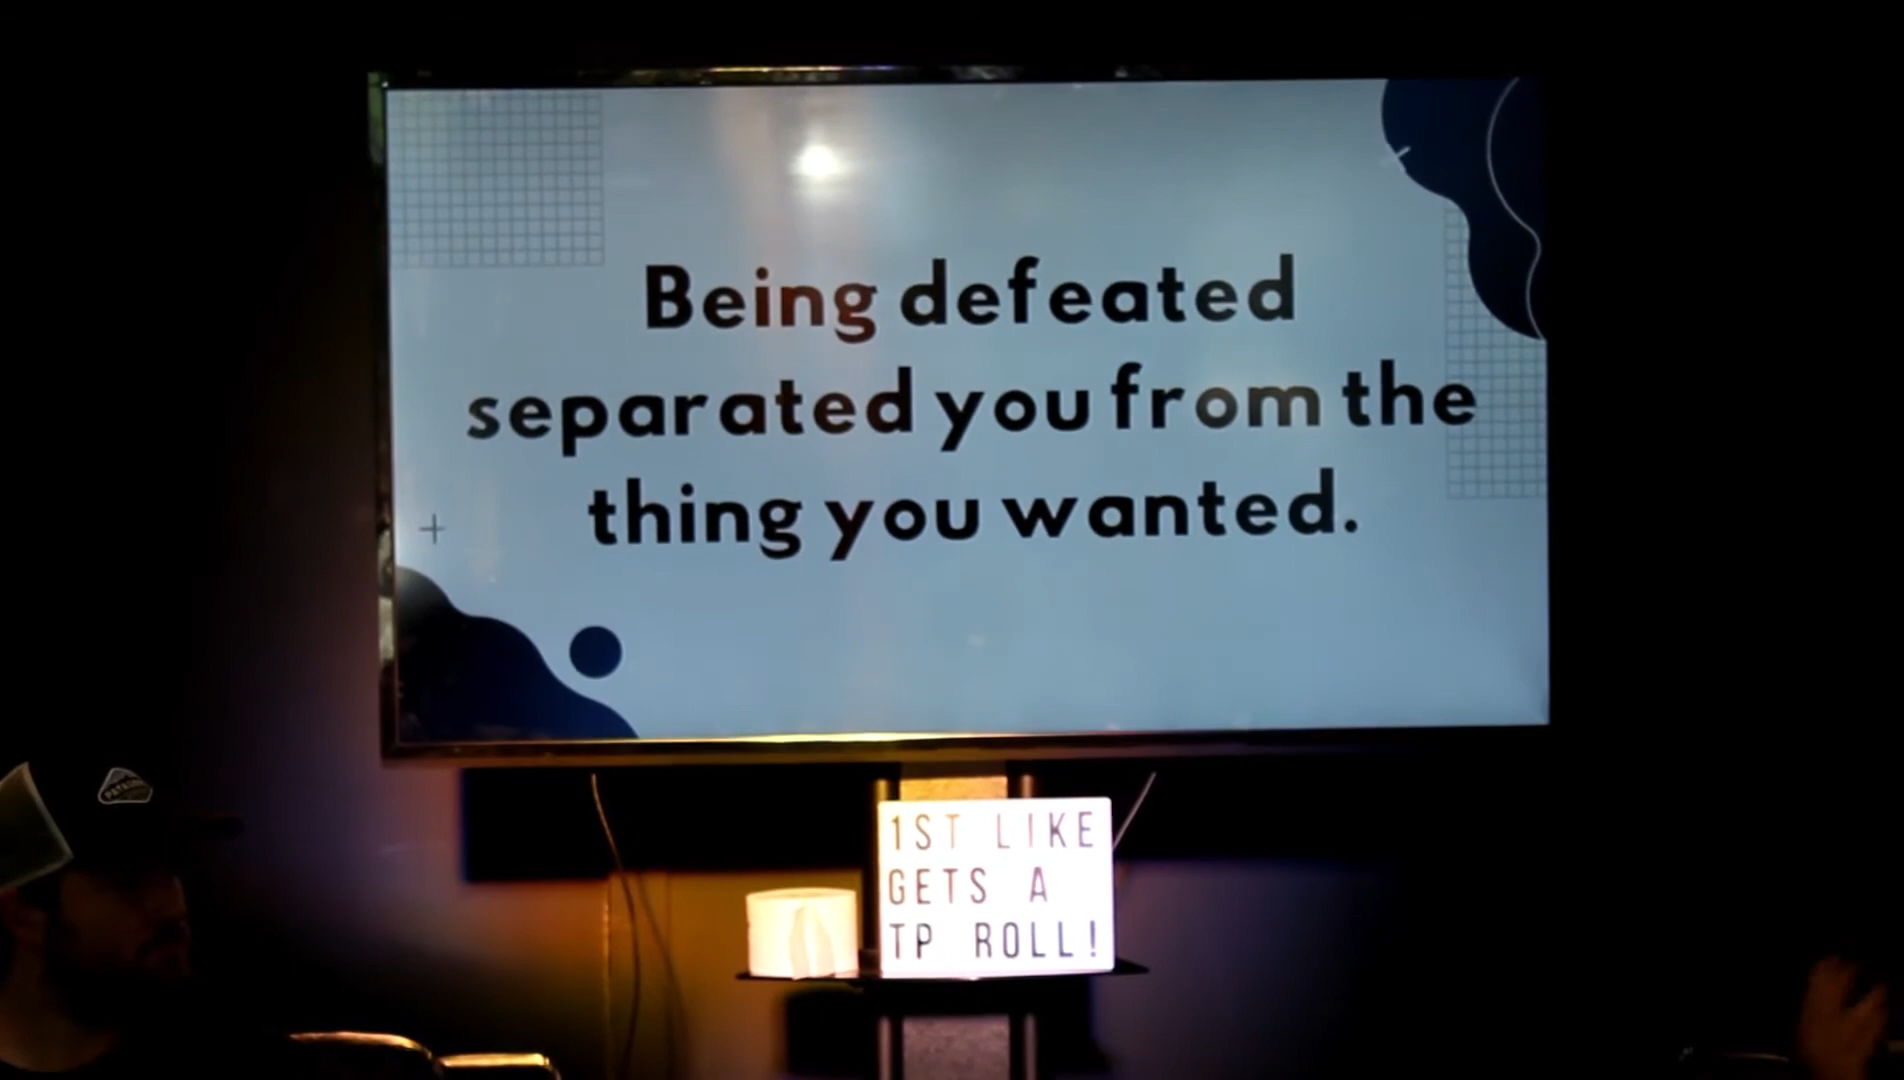 Being defeated
separated you from the
thing you wanted.
1ST LIKE
GETS A
TP ROLL!